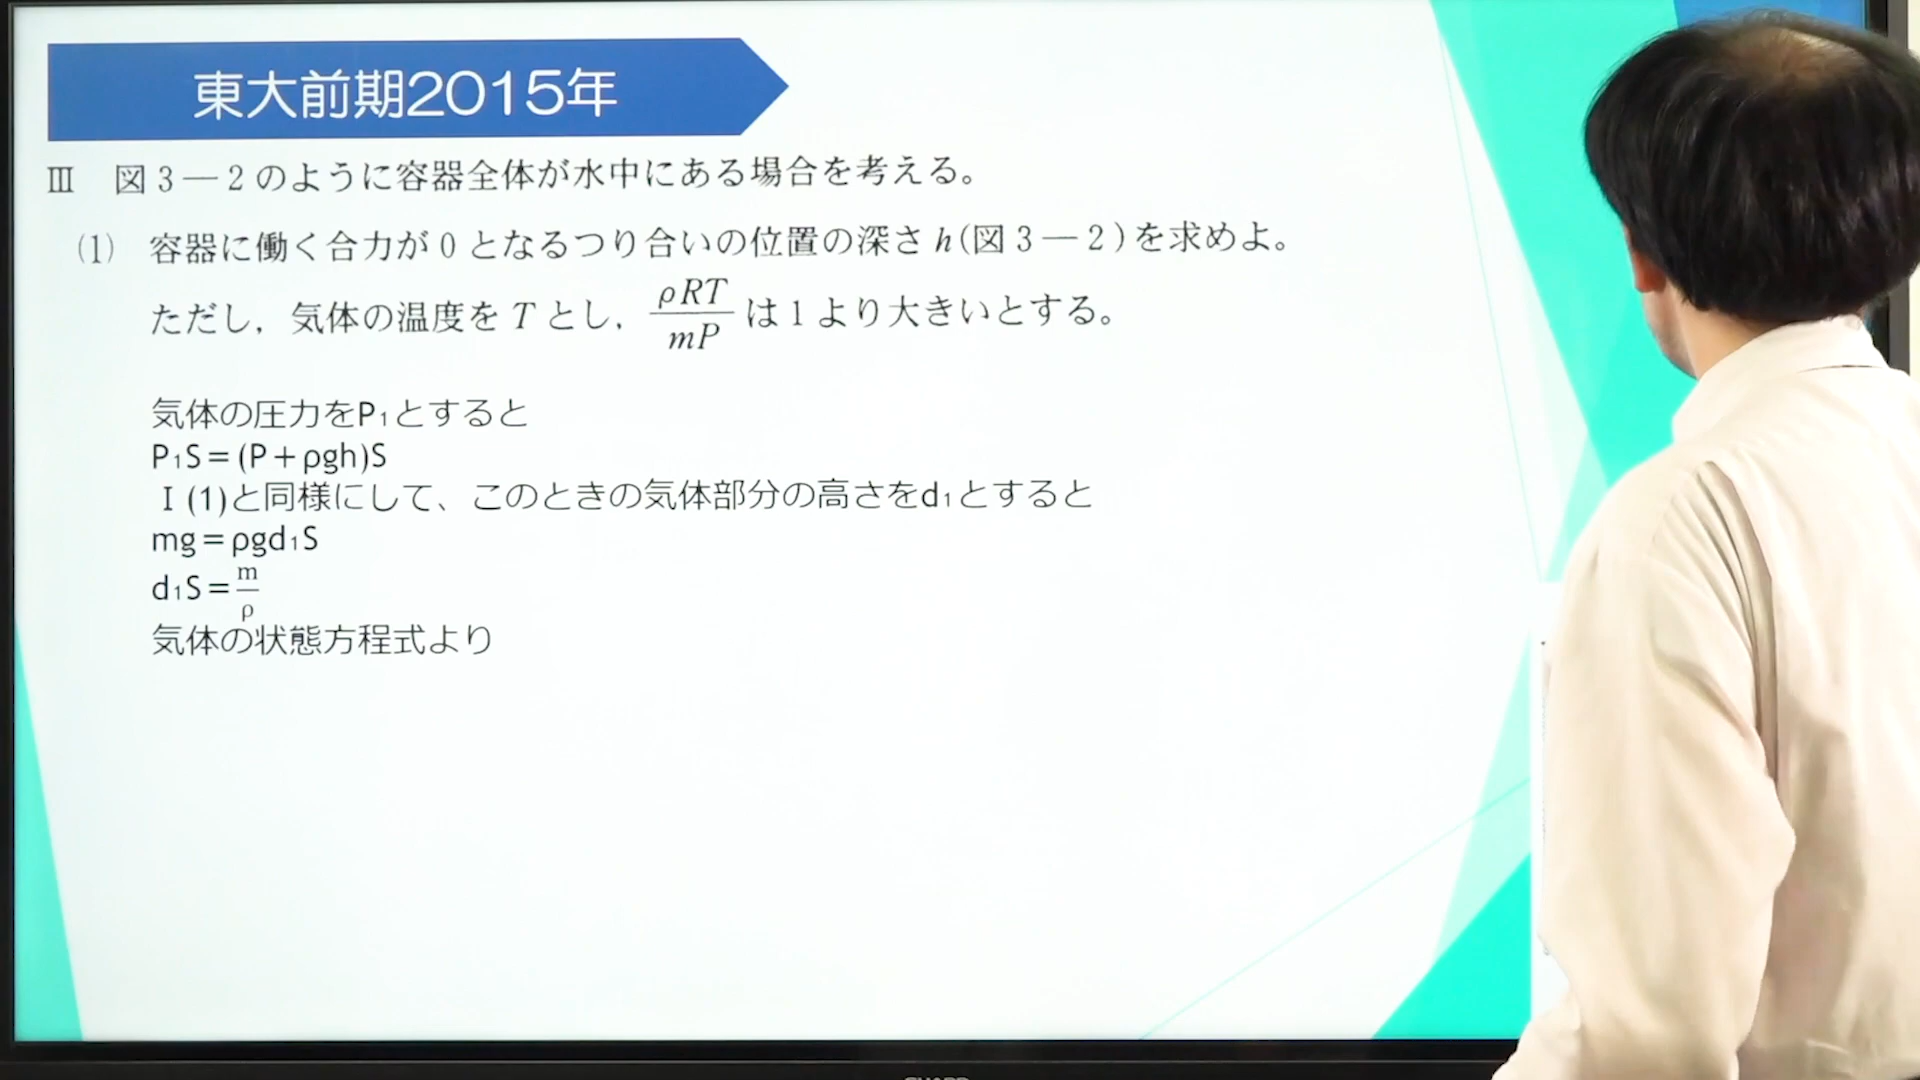 東大前期2015年
Ⅲ 図3―2のように容器全体が水中にある場合を考える。
(1) 容器に働く合力が0となるつり合いの位置の深さh(図3―2)を求めよ。
ただし,気体の温度をTとし,ρRT/mPは1より大きいとする。
気体の圧力をP₁とすると
P₁S=(P+ρgh)S
Ⅰ(1)と同様にして、このときの気体部分の高さをd₁とすると
mg=ρgd₁S
d₁S=m/ρ
気体の状態方程式より